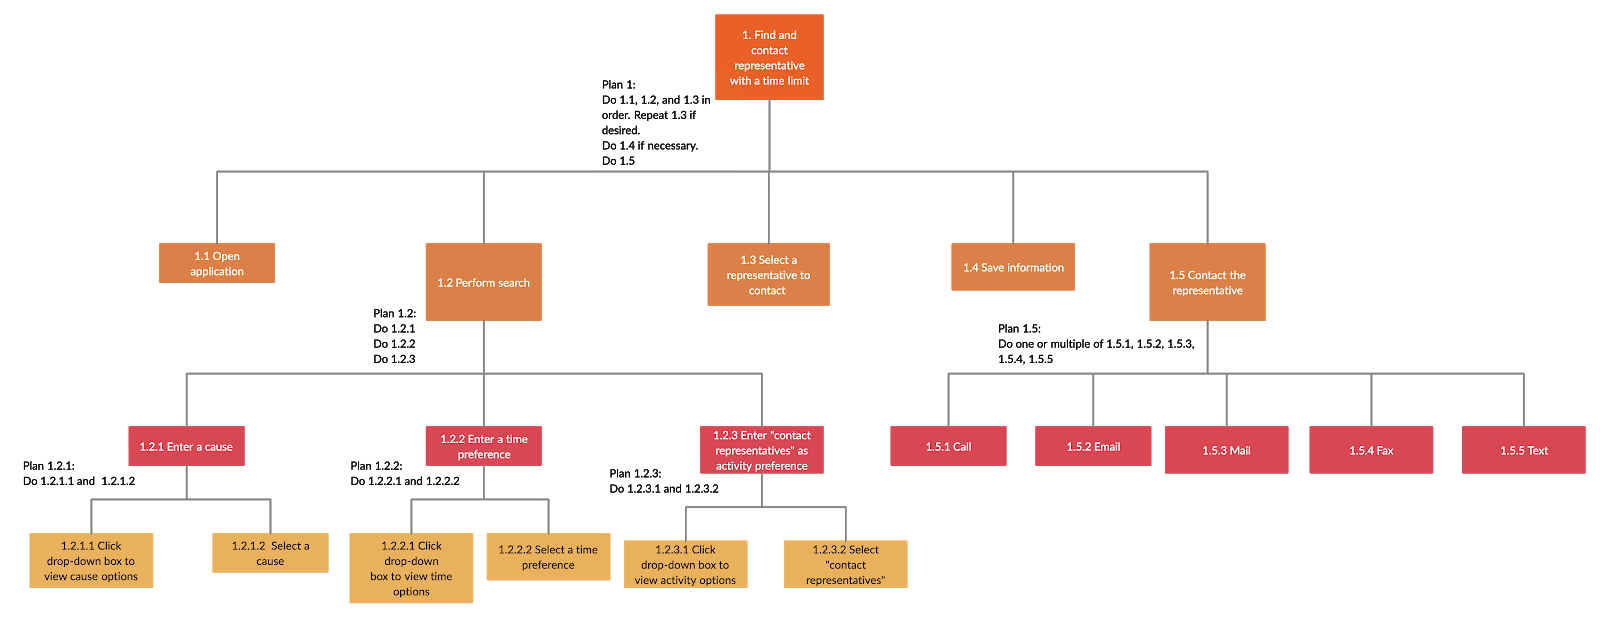 1. Find and
contact
representative
with a time limit
Plan 1:
Do 1.1, 1.2, and 1.3 in
order. Repeat 1.3 if
desired.
Do 1.4 if necessary.
Do 1.5
1.1 Open
application
1.2 Perform search
1.3 Select a
representative to
contact
1.4 Save information
1.5 Contact the
representative
Plan 1.2:
Do 1.2.1
Do 1.2.2
Do 1.2.3
Plan 1.5:
Do one or multiple of 1.5.1, 1.5.2, 1.5.3,
1.5.4, 1.5.5
1.2.1 Enter a cause
1.2.2 Enter a time
preference
1.2.3 Enter "contact
representatives" as
activity preference
1.5.1 Call
1.5.2 Email
1.5.3 Mail
1.5.4 Fax
1.5.5 Text
Plan 1.2.1:
Do 1.2.1.1 and 1.2.1.2
Plan 1.2.2:
Do 1.2.2.1 and 1.2.2.2
Plan 1.2.3:
Do 1.2.3.1 and 1.2.3.2
1.2.1.1 Click
drop-down box to
view cause options
1.2.1.2 Select a
cause
1.2.2.1 Click
drop-down
box to view time
options
1.2.2.2 Select a time
preference
1.2.3.1 Click
drop-down box to
view activity options
1.2.3.2 Select
"contact
representatives"